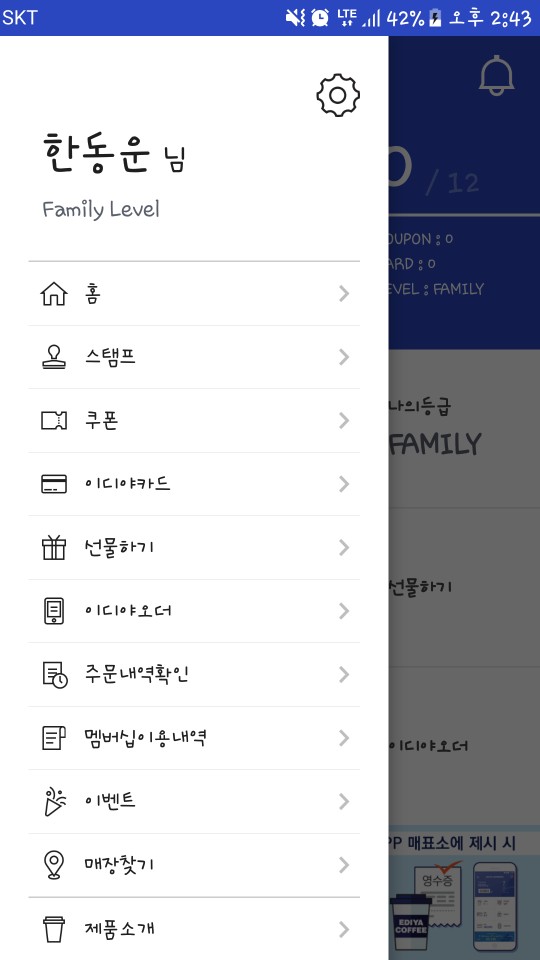 SKT
LTE 42% 오후 2:43
한동운 님
Family Level
홈
스탬프
쿠폰
이디야카드
선물하기
이디야오더
주문내역확인
멤버십이용내역
이벤트
매장찾기
제품소개
0 / 12
OUPON : 0
ARD : 0
EVEL : FAMILY
나의등급
FAMILY
선물하기
이디야오더
PP 매표소에 제시 시
영수증
EDIYA
COFFEE